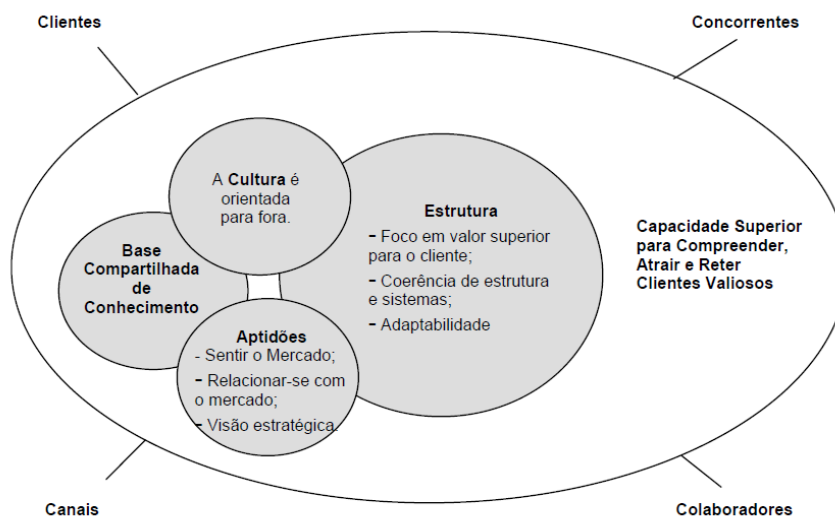 Clientes
Concorrentes
A Cultura é
orientada
para fora.
Base
Compartilhada
de
Conhecimento
Estrutura
- Foco em valor superior
para o cliente;
- Coerência de estrutura
e sistemas;
- Adaptabilidade
Capacidade Superior
para Compreender,
Atrair e Reter
Clientes Valiosos
Aptidões
- Sentir o Mercado;
- Relacionar-se com
o mercado;
- Visão estratégica.
Canais
Colaboradores